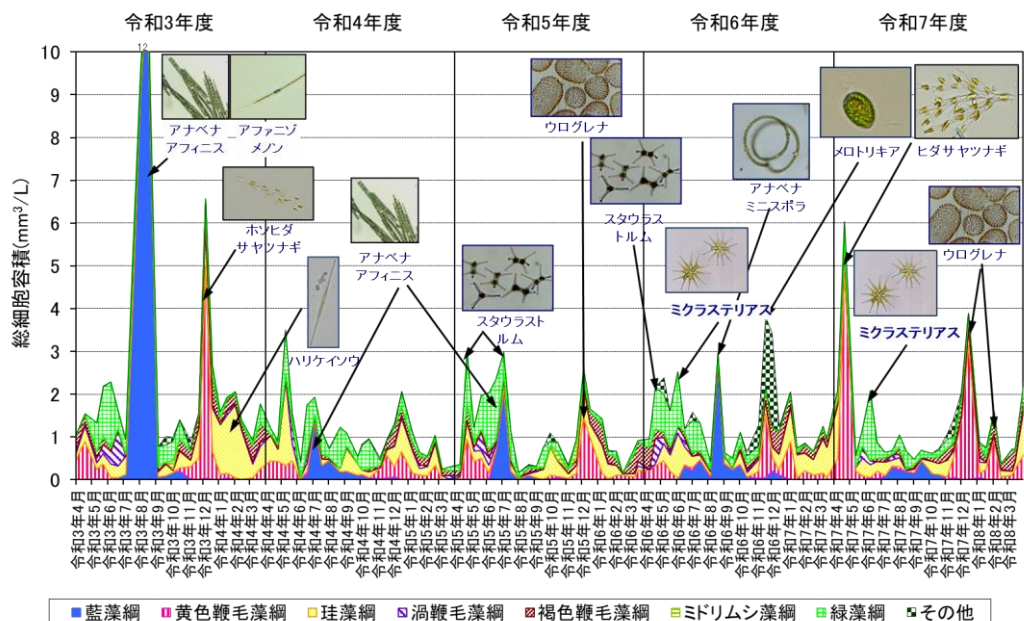 令和3年度
令和4年度
令和5年度
令和6年度
令和7年度
12
総細胞容積(mm³/L)
10
9
8
7
6
5
4
3
2
1
0
アナベナ
アフィニス
アファニゾ
メノン
ホソヒダ
サヤツナギ
ハリケイソウ
アナベナ
アフィニス
スタウラスト
ルム
ウログレナ
スタウラス
トルム
ミクラステリアス
アナベナ
ミニスポラ
メロトリキア
ヒダサヤツナギ
ミクラステリアス
ウログレナ
令和3年4月
令和3年5月
令和3年6月
令和3年7月
令和3年8月
令和3年9月
令和3年10月
令和3年11月
令和3年12月
令和4年1月
令和4年2月
令和4年3月
令和4年4月
令和4年5月
令和4年6月
令和4年7月
令和4年8月
令和4年9月
令和4年10月
令和4年11月
令和4年12月
令和5年1月
令和5年2月
令和5年3月
令和5年4月
令和5年5月
令和5年6月
令和5年7月
令和5年8月
令和5年9月
令和5年10月
令和5年11月
令和5年12月
令和6年1月
令和6年2月
令和6年3月
令和6年4月
令和6年5月
令和6年6月
令和6年7月
令和6年8月
令和6年9月
令和6年10月
令和6年11月
令和6年12月
令和7年1月
令和7年2月
令和7年3月
令和7年4月
令和7年5月
令和7年6月
令和7年7月
令和7年8月
令和7年9月
令和7年10月
令和7年11月
令和7年12月
令和8年1月
令和8年2月
令和8年3月
藍藻綱 黄色鞭毛藻綱 珪藻綱 渦鞭毛藻綱 褐色鞭毛藻綱 ミドリムシ藻綱 緑藻綱 その他